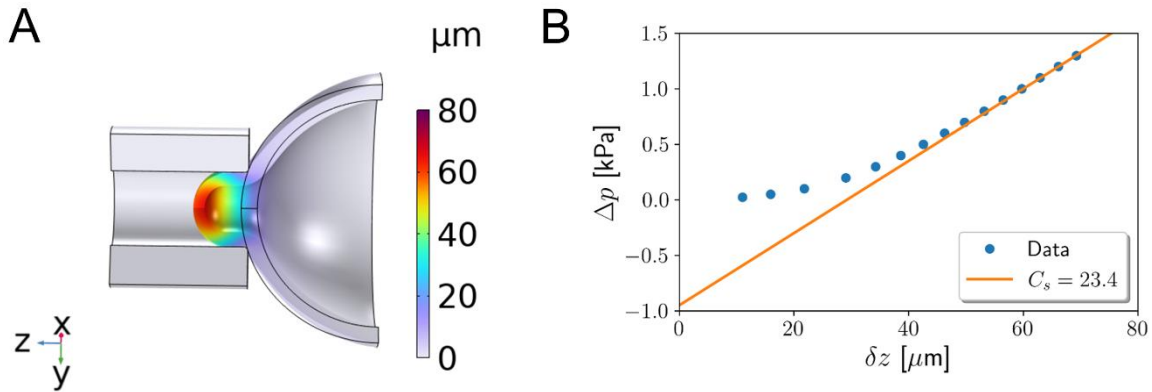 A
μm
80
60
40
20
0
x
z
y
B
1.5
1.0
0.5
0.0
−0.5
−1.0
Δp [kPa]
0 20 40 60 80
δz [μm]
Data
C_s = 23.4